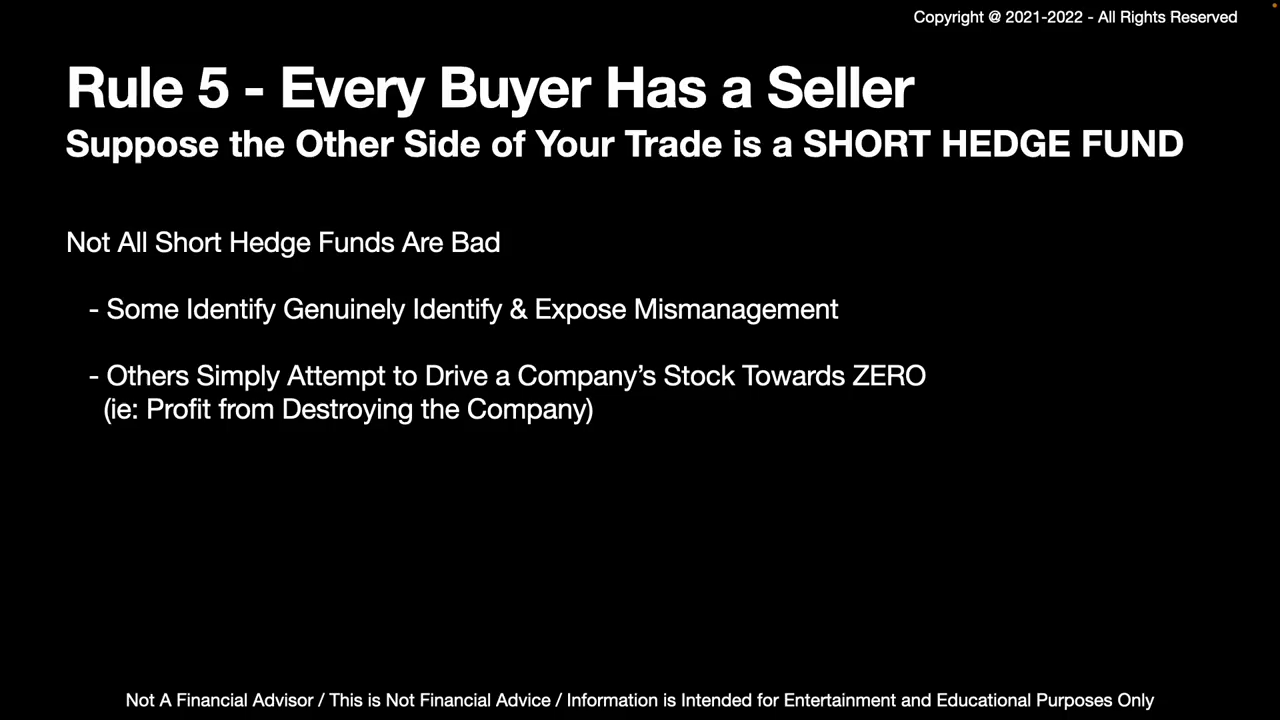 Copyright @ 2021-2022 - All Rights Reserved
Rule 5 - Every Buyer Has a Seller
Suppose the Other Side of Your Trade is a SHORT HEDGE FUND
Not All Short Hedge Funds Are Bad
- Some Identify Genuinely Identify & Expose Mismanagement
- Others Simply Attempt to Drive a Company’s Stock Towards ZERO
(ie: Profit from Destroying the Company)
Not A Financial Advisor / This is Not Financial Advice / Information is Intended for Entertainment and Educational Purposes Only